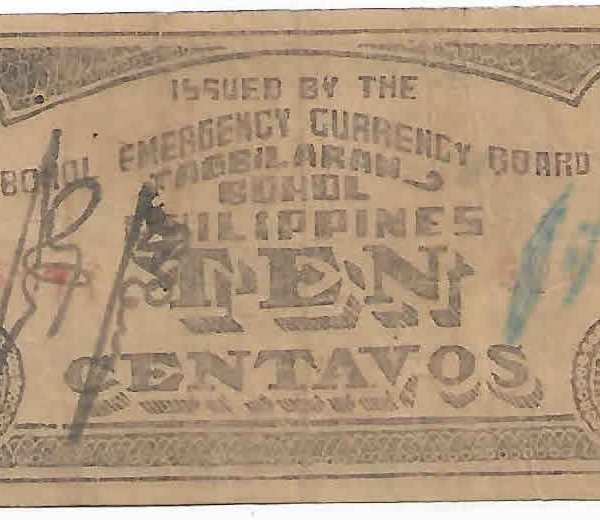 ISSUED BY THE
BOHOL EMERGENCY CURRENCY BOARD
TAGBILARAN,
BOHOL
PHILIPPINES
TEN
CENTAVOS